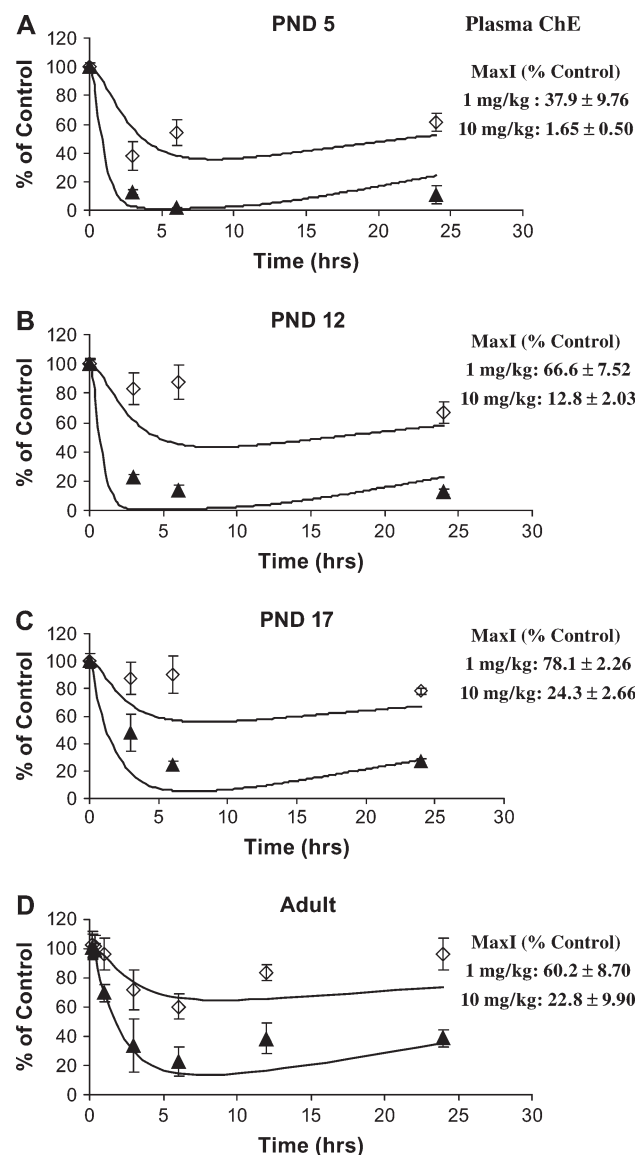 A
PND 5
Plasma ChE
MaxI (% Control)
1 mg/kg : 37.9 ± 9.76
10 mg/kg: 1.65 ± 0.50
% of Control
120
100
80
60
40
20
0
0 5 10 15 20 25 30
Time (hrs)
B
PND 12
MaxI (% Control)
1 mg/kg: 66.6 ± 7.52
10 mg/kg: 12.8 ± 2.03
% of Control
120
100
80
60
40
20
0
0 5 10 15 20 25 30
Time (hrs)
C
PND 17
MaxI (% Control)
1 mg/kg: 78.1 ± 2.26
10 mg/kg: 24.3 ± 2.66
% of Control
120
100
80
60
40
20
0
0 5 10 15 20 25 30
Time (hrs)
D
Adult
MaxI (% Control)
1 mg/kg: 60.2 ± 8.70
10 mg/kg: 22.8 ± 9.90
% of Control
120
100
80
60
40
20
0
0 5 10 15 20 25 30
Time (hrs)